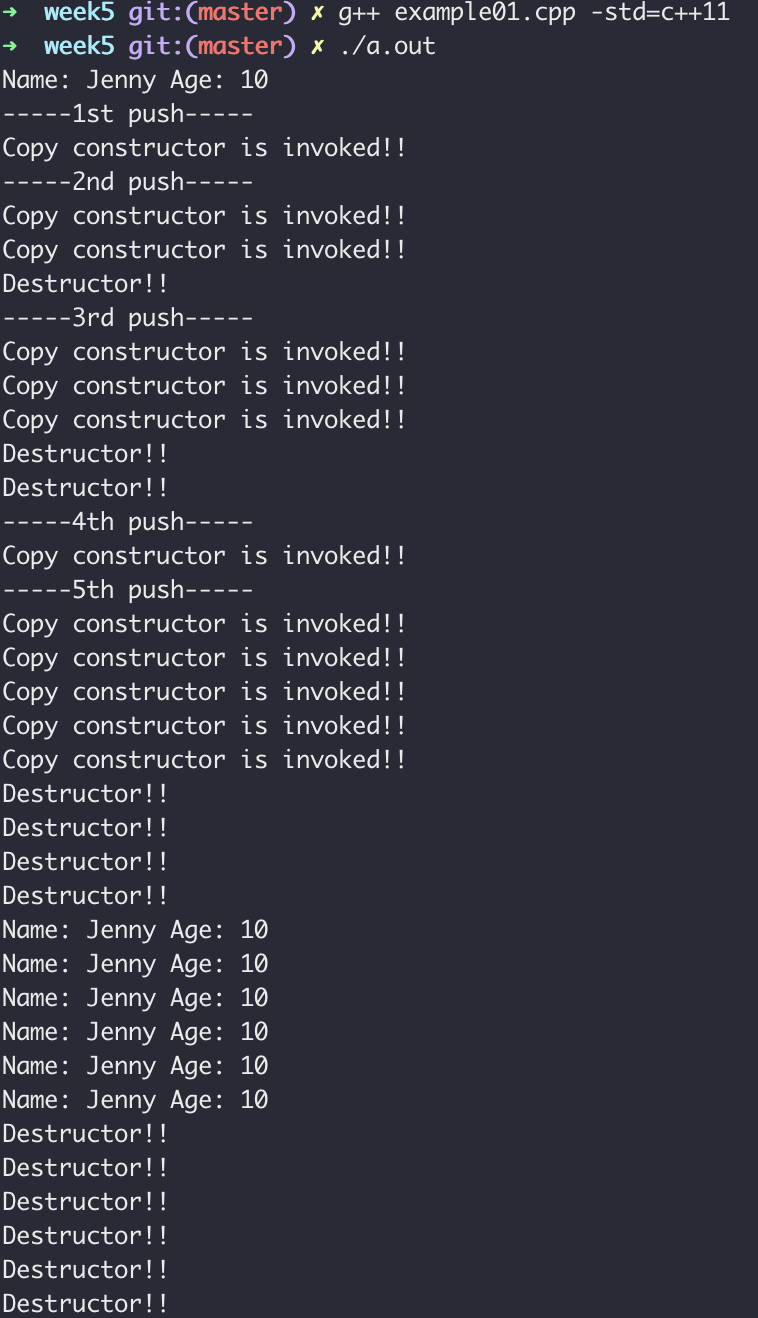 ➜  week5 git:(master) ✗ g++ example01.cpp -std=c++11
➜  week5 git:(master) ✗ ./a.out
Name: Jenny Age: 10
-----1st push-----
Copy constructor is invoked!!
-----2nd push-----
Copy constructor is invoked!!
Copy constructor is invoked!!
Destructor!!
-----3rd push-----
Copy constructor is invoked!!
Copy constructor is invoked!!
Copy constructor is invoked!!
Destructor!!
Destructor!!
-----4th push-----
Copy constructor is invoked!!
-----5th push-----
Copy constructor is invoked!!
Copy constructor is invoked!!
Copy constructor is invoked!!
Copy constructor is invoked!!
Copy constructor is invoked!!
Destructor!!
Destructor!!
Destructor!!
Destructor!!
Name: Jenny Age: 10
Name: Jenny Age: 10
Name: Jenny Age: 10
Name: Jenny Age: 10
Name: Jenny Age: 10
Name: Jenny Age: 10
Destructor!!
Destructor!!
Destructor!!
Destructor!!
Destructor!!
Destructor!!